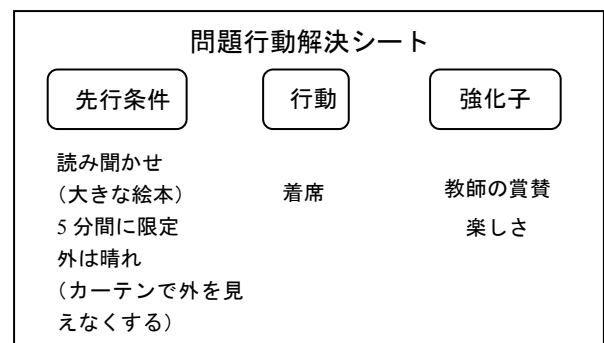 問題行動解決シート
先行条件
行動
強化子
読み聞かせ
（大きな絵本）
5分間に限定
外は晴れ
（カーテンで外を見
えなくする）
着席
教師の賞賛
楽しさ